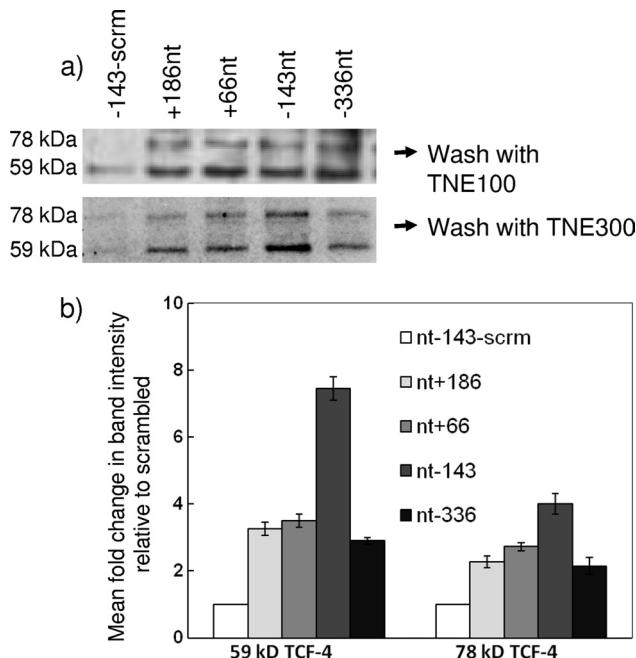 a)
-143-scrm
+186nt
+66nt
-143nt
-336nt
78 kDa
59 kDa
Wash with
TNE100
78 kDa
59 kDa
Wash with TNE300
b)
Mean fold change in band intensity
relative to scrambled
10
8
6
4
2
0
nt-143-scrm
nt+186
nt+66
nt-143
nt-336
59 kD TCF-4
78 kD TCF-4